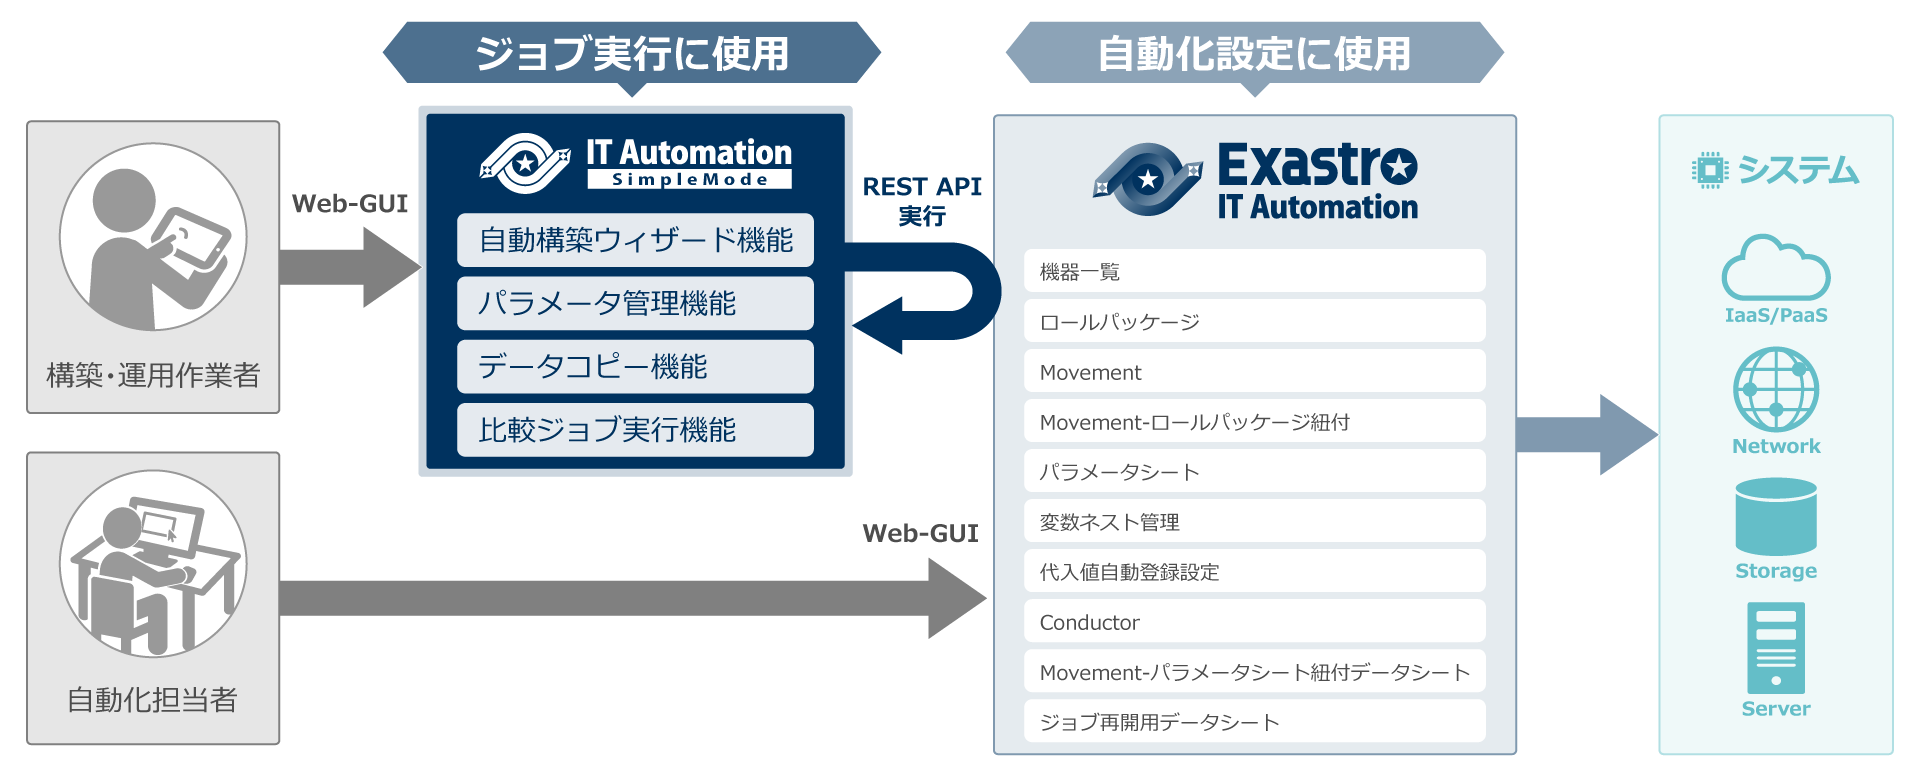 ジョブ実行に使用
自動化設定に使用
構築・運用作業者
Web-GUI
IT Automation
SimpleMode
自動構築ウィザード機能
パラメータ管理機能
データコピー機能
比較ジョブ実行機能
REST API
実行
自動化担当者
Web-GUI
Exastro
IT Automation
機器一覧
ロールパッケージ
Movement
Movement-ロールパッケージ紐付
パラメータシート
変数ネスト管理
代入値自動登録設定
Conductor
Movement-パラメータシート紐付データシート
ジョブ再開用データシート
システム
IaaS/PaaS
Network
Storage
Server